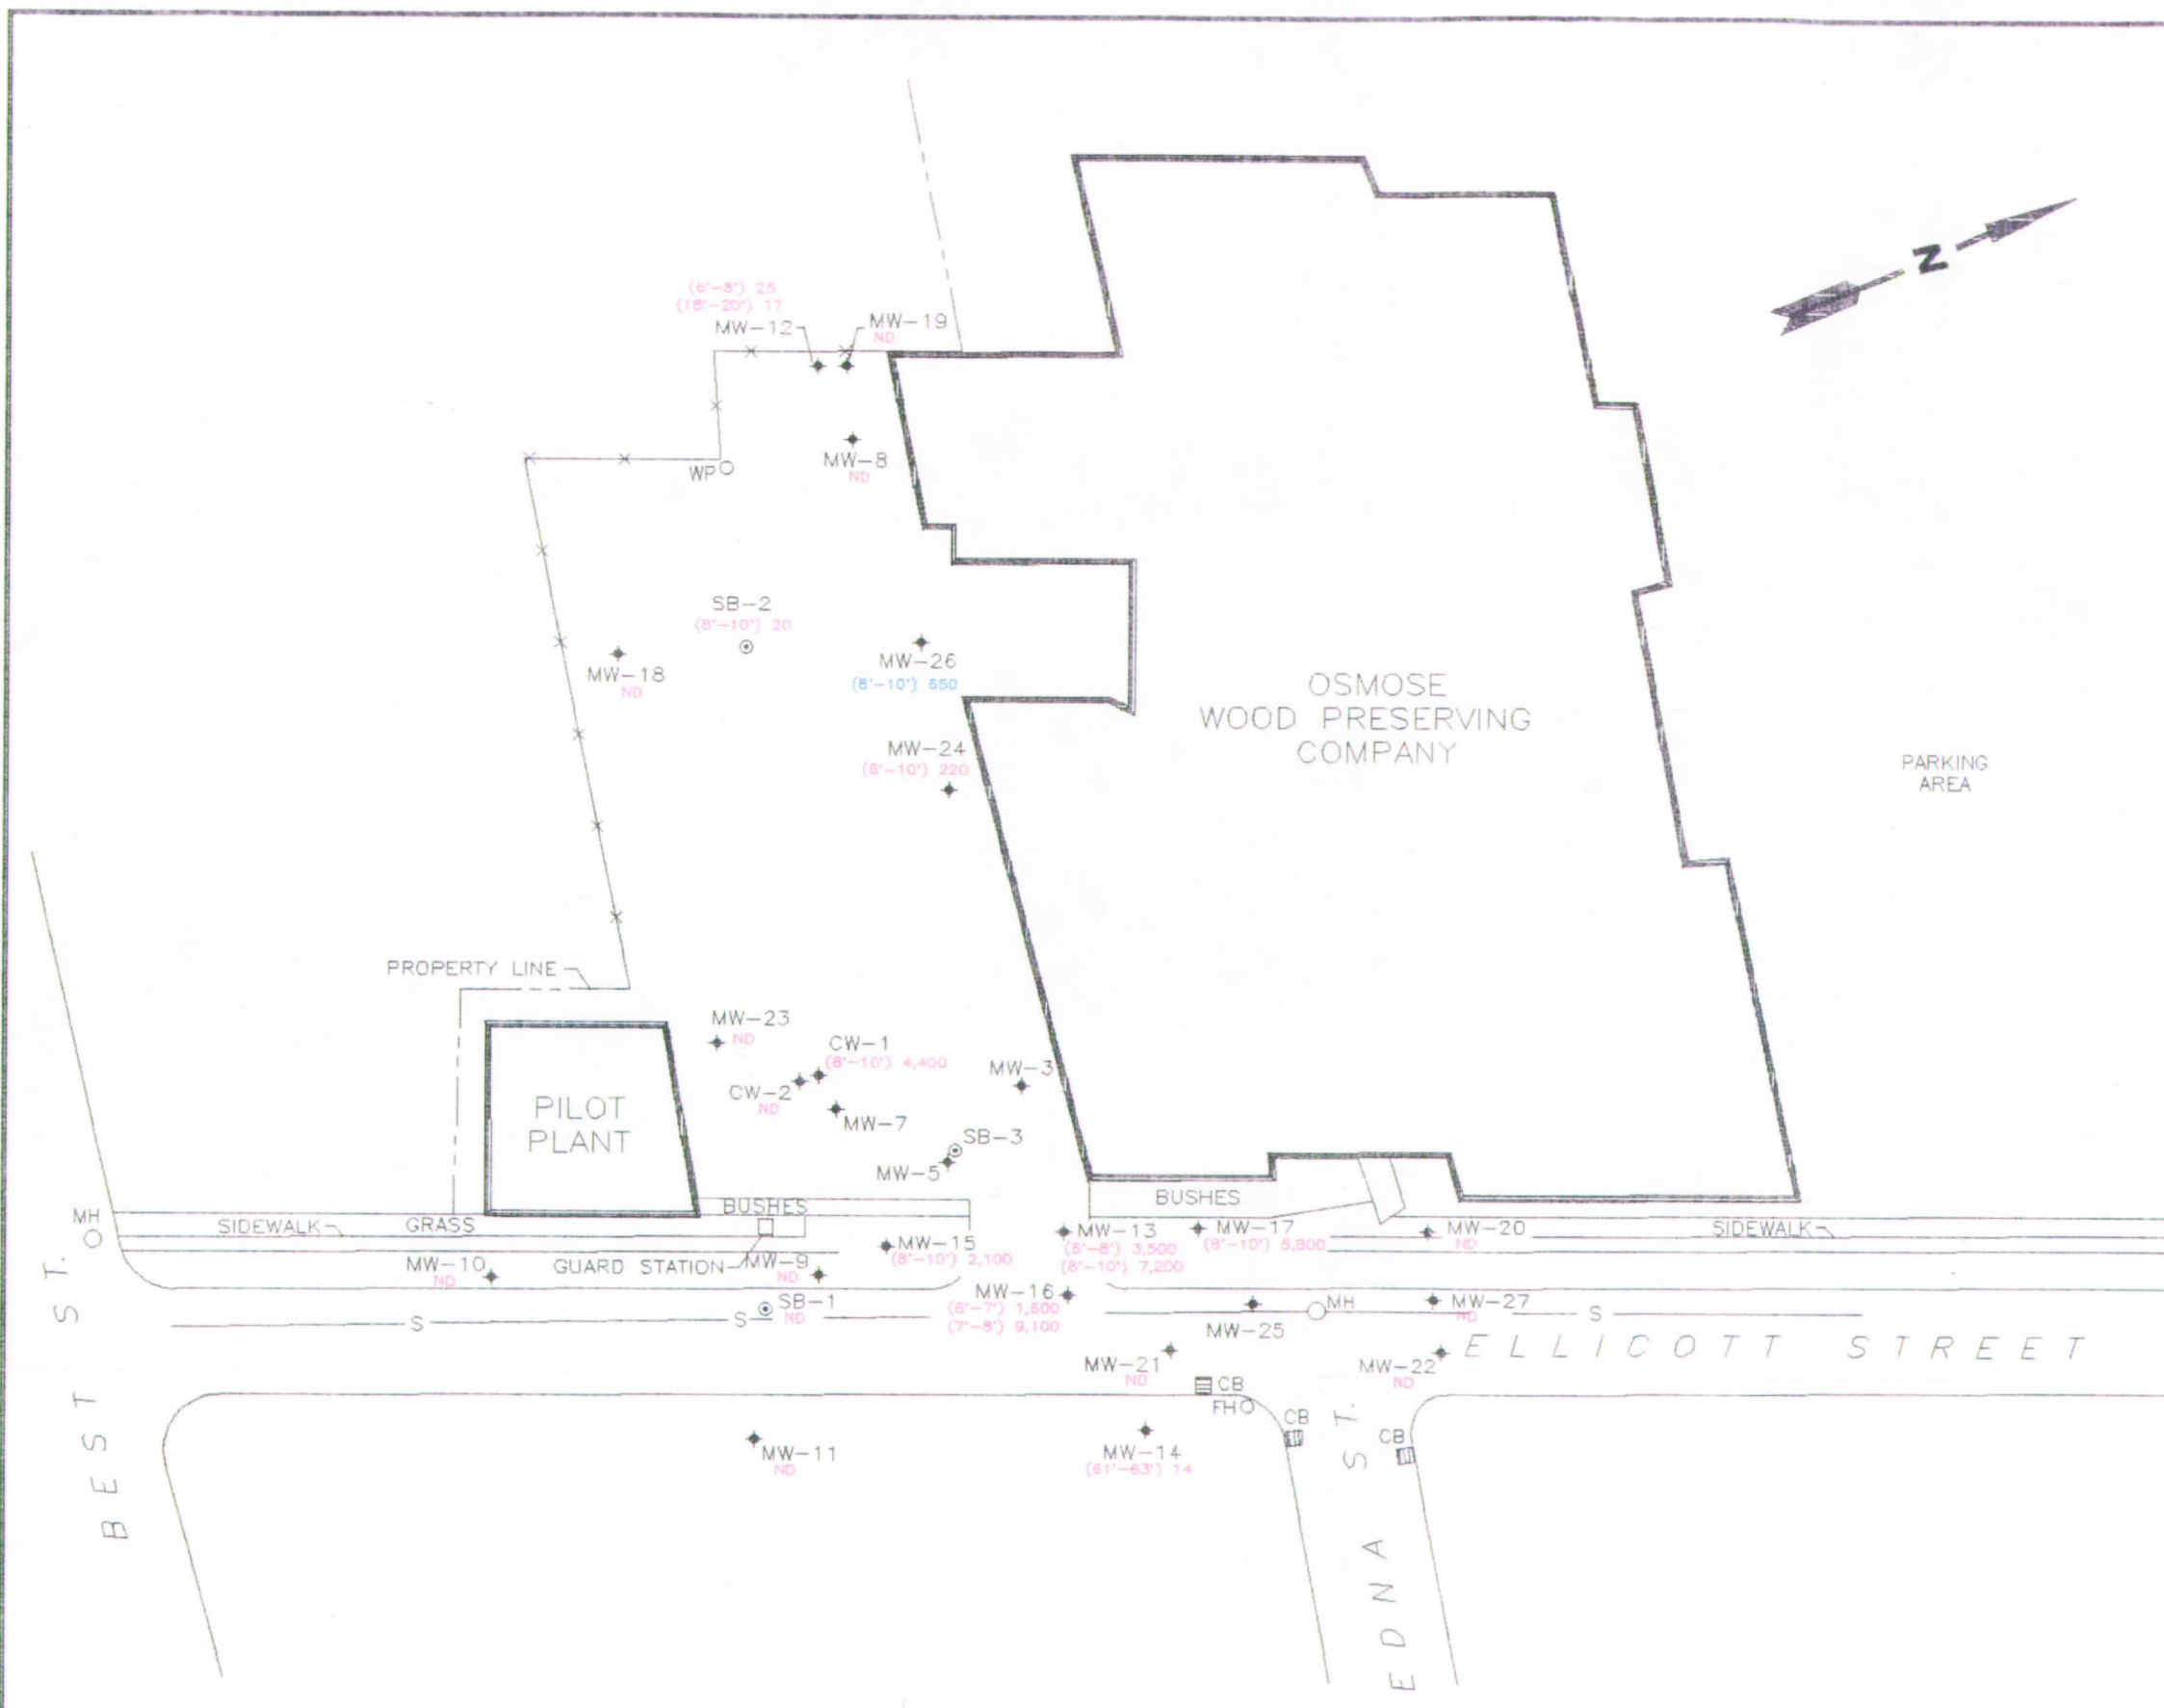 N
(6'-8') 25
(18'-20') 17
MW-12
MW-19
ND
MW-8
ND
WP
SB-2
(8'-10') 20
MW-18
ND
MW-26
(8'-10') 650
OSMOSE
WOOD PRESERVING
COMPANY
MW-24
(8'-10') 220
PARKING
AREA
PROPERTY LINE
MW-23
ND
CW-1
(8'-10') 4,400
CW-2
ND
MW-3
PILOT
PLANT
MW-7
SB-3
MW-5
BUSHES
BUSHES
MH
SIDEWALK
GRASS
MW-15
(8'-10') 2,100
MW-13
(6'-8') 3,500
(8'-10') 7,200
MW-17
(8'-10') 5,800
MW-20
ND
SIDEWALK
MW-10
ND
GUARD STATION
MW-9
ND
SB-1
ND
MW-16
(6'-7') 1,600
(7'-8') 9,100
MW-25
MH
MW-27
ND
S
S
S
ELLICOTT STREET
MW-21
ND
MW-22
ND
CB
FH
CB
CB
MW-11
ND
MW-14
(61'-63') 14
BEST ST.
EDNA ST.